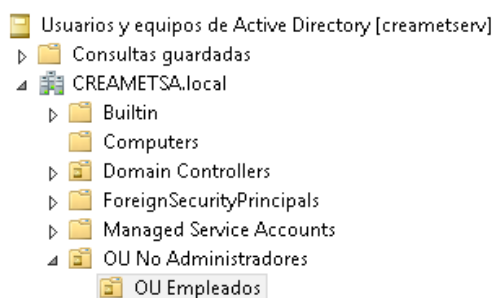 Usuarios y equipos de Active Directory [creametserv]
Consultas guardadas
CREAMETSA.local
Builtin
Computers
Domain Controllers
ForeignSecurityPrincipals
Managed Service Accounts
OU No Administradores
OU Empleados